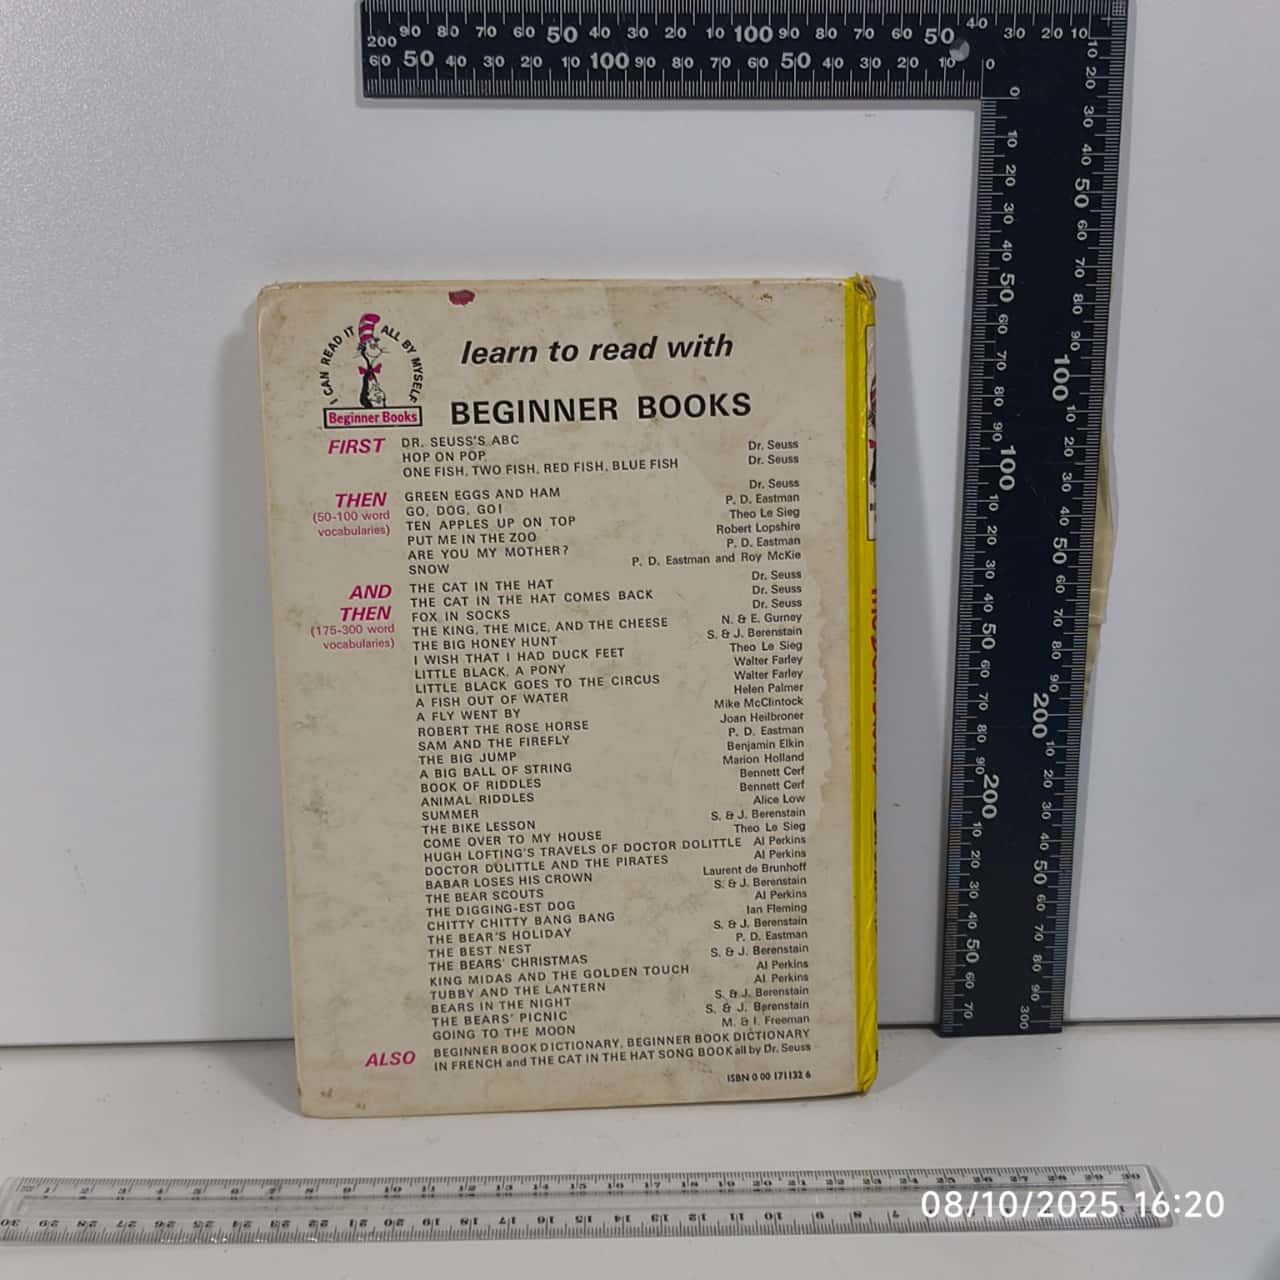 I CAN READ IT ALL BY MYSELF
Beginner Books
learn to read with
BEGINNER BOOKS
FIRST
DR. SEUSS'S ABC
HOP ON POP Dr. Seuss
ONE FISH, TWO FISH, RED FISH, BLUE FISH Dr. Seuss
Dr. Seuss
THEN
(50-100 word
vocabularies)
GREEN EGGS AND HAM
GO, DOG, GO! P. D. Eastman
TEN APPLES UP ON TOP Theo Le Sieg
PUT ME IN THE ZOO Robert Lopshire
ARE YOU MY MOTHER? P. D. Eastman
SNOW P. D. Eastman and Roy McKie
AND
THEN
(175-300 word
vocabularies)
THE CAT IN THE HAT Dr. Seuss
THE CAT IN THE HAT COMES BACK Dr. Seuss
FOX IN SOCKS Dr. Seuss
THE KING, THE MICE, AND THE CHEESE N. & E. Gurney
THE BIG HONEY HUNT S. & J. Berenstain
I WISH THAT I HAD DUCK FEET Theo Le Sieg
LITTLE BLACK, A PONY Walter Farley
LITTLE BLACK GOES TO THE CIRCUS Walter Farley
A FISH OUT OF WATER Helen Palmer
A FLY WENT BY Mike McClintock
ROBERT THE ROSE HORSE Joan Heilbroner
SAM AND THE FIREFLY P. D. Eastman
THE BIG JUMP Benjamin Elkin
A BIG BALL OF STRING Marion Holland
BOOK OF RIDDLES Bennett Cerf
ANIMAL RIDDLES Bennett Cerf
SUMMER Alice Low
THE BIKE LESSON S. & J. Berenstain
COME OVER TO MY HOUSE Theo Le Sieg
HUGH LOFTING'S TRAVELS OF DOCTOR DOLITTLE Al Perkins
DOCTOR DOLITTLE AND THE PIRATES Al Perkins
BABAR LOSES HIS CROWN Laurent de Brunhoff
THE BEAR SCOUTS S. & J. Berenstain
THE DIGGING-EST DOG Al Perkins
CHITTY CHITTY BANG BANG Ian Fleming
THE BEAR'S HOLIDAY S. & J. Berenstain
THE BEST NEST P. D. Eastman
THE BEARS' CHRISTMAS S. & J. Berenstain
KING MIDAS AND THE GOLDEN TOUCH Al Perkins
TUBBY AND THE LANTERN Al Perkins
BEARS IN THE NIGHT S. & J. Berenstain
THE BEARS' PICNIC S. & J. Berenstain
GOING TO THE MOON M. & I. Freeman
ALSO
BEGINNER BOOK DICTIONARY, BEGINNER BOOK DICTIONARY
IN FRENCH and THE CAT IN THE HAT SONG BOOK all by Dr. Seuss
ISBN 0 00 171132 6
08/10/2025 16:20